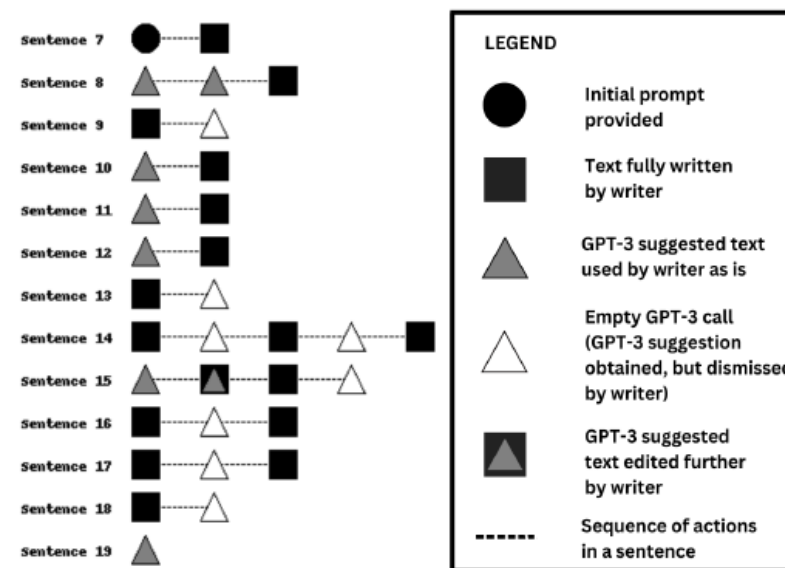 Sentence 7
Sentence 8
Sentence 9
Sentence 10
Sentence 11
Sentence 12
Sentence 13
Sentence 14
Sentence 15
Sentence 16
Sentence 17
Sentence 18
Sentence 19
LEGEND
Initial prompt
provided
Text fully written
by writer
GPT-3 suggested text
used by writer as is
Empty GPT-3 call
(GPT-3 suggestion
obtained, but dismissed
by writer)
GPT-3 suggested
text edited further
by writer
Sequence of actions
in a sentence